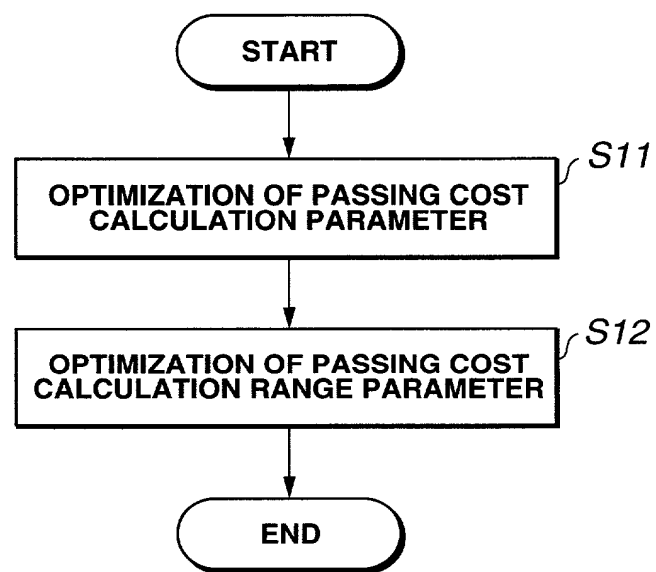 START
S11
OPTIMIZATION OF PASSING COST
CALCULATION PARAMETER
S12
OPTIMIZATION OF PASSING COST
CALCULATION RANGE PARAMETER
END